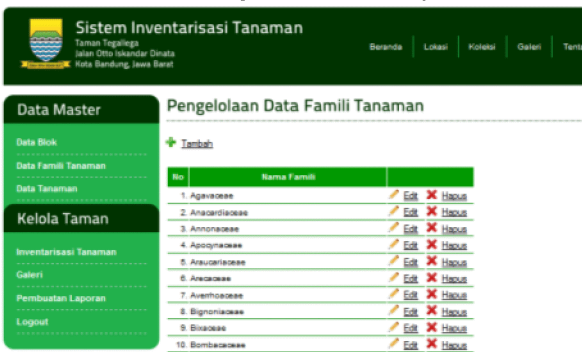 Sistem Inventarisasi Tanaman
Taman Tegallega
Jalan Otto Iskandar Dinata
Kota Bandung, Jawa Barat
Beranda Lokasi Koleksi Galeri Tenta
Data Master
Data Blok
Data Famili Tanaman
Data Tanaman
Kelola Taman
Inventarisasi Tanaman
Galeri
Pembuatan Laporan
Logout
Pengelolaan Data Famili Tanaman
Tambah
No Nama Famili
1. Agavaceae Edit Hapus
2. Anacardiaceae Edit Hapus
3. Annonaceae Edit Hapus
4. Apocynaceae Edit Hapus
5. Araucariaceae Edit Hapus
6. Arecaceae Edit Hapus
7. Averrhoaceae Edit Hapus
8. Bignoniaceae Edit Hapus
9. Bixaceae Edit Hapus
10. Bombacaceae Edit Hapus